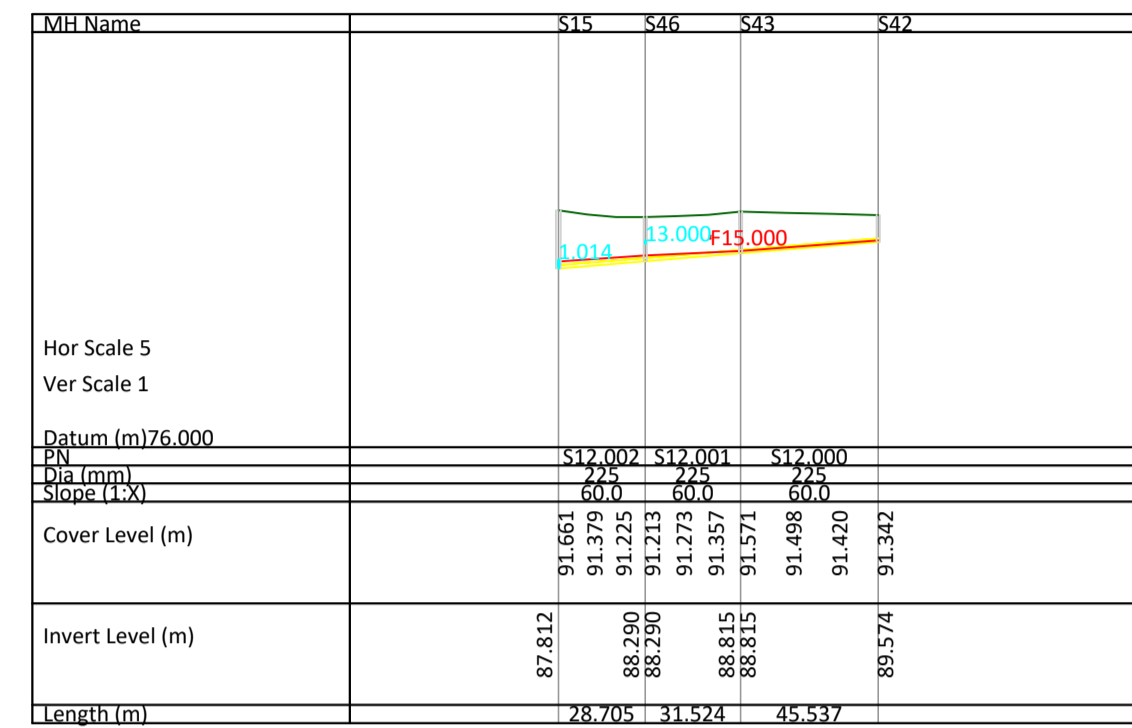 MH Name S15 S46 S43 S42
13.000 F15.000
1.014
Hor Scale 5
Ver Scale 1
Datum (m)76.000
PN S12.002 S12.001 S12.000
Dia (mm) 225 225 225
Slope (1:X) 60.0 60.0 60.0
Cover Level (m) 91.661 91.379 91.225 91.213 91.273 91.357 91.571 91.498 91.420 91.342
Invert Level (m) 87.812 88.290 88.290 88.815 88.815 89.574
Length (m) 28.705 31.524 45.537